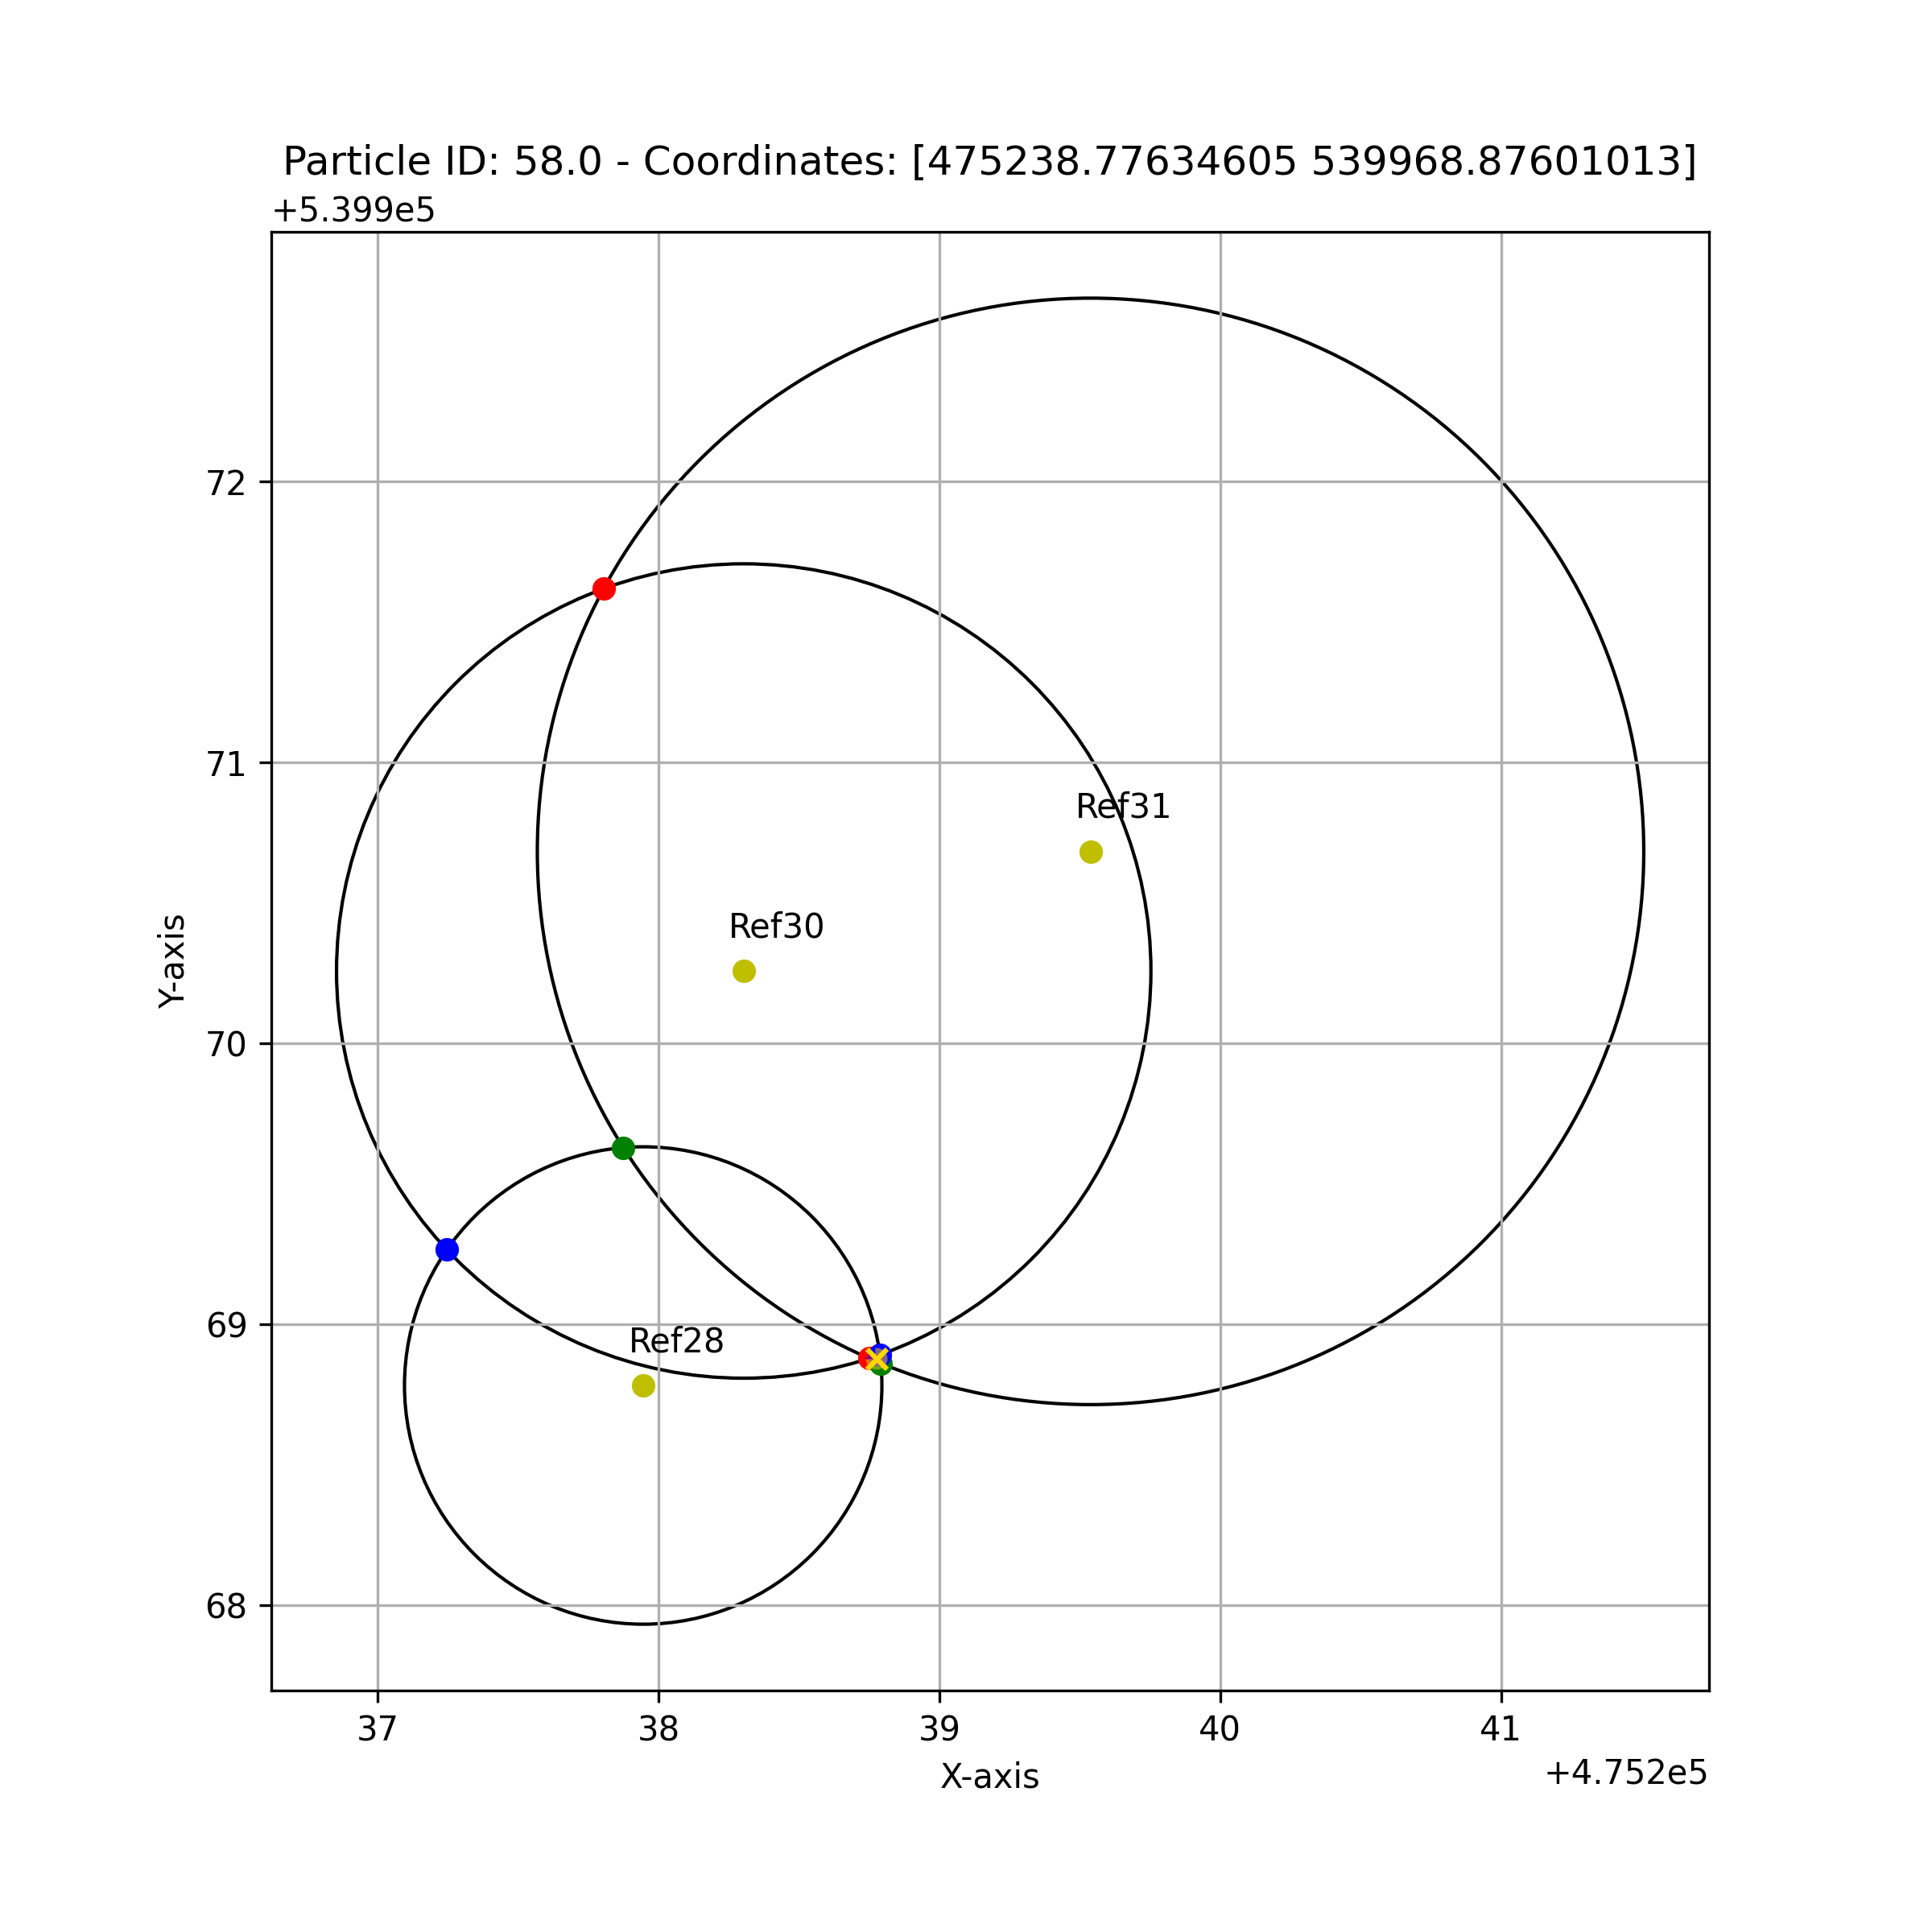 Particle ID: 58.0 - Coordinates: [475238.77634605 539968.87601013]
+5.399e5
72
71
70
69
68
Y-axis
Ref31
Ref30
Ref28
37 38 39 40 41
X-axis
+4.752e5